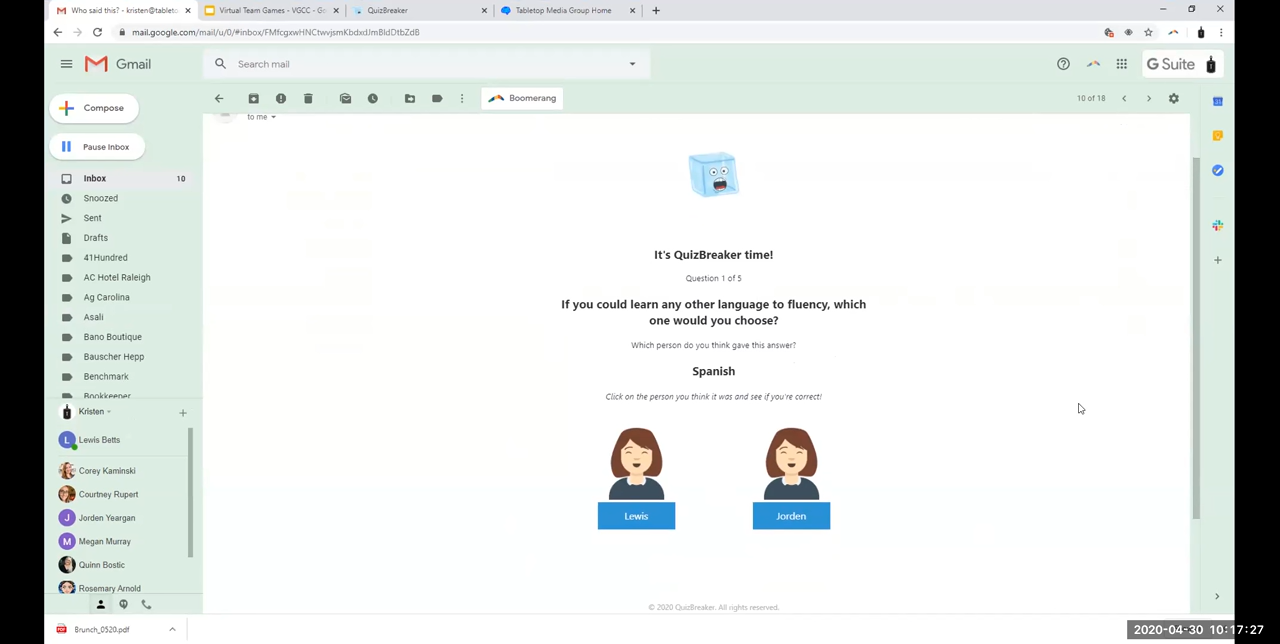 Who said this? - kristen@tableto
Virtual Team Games - VGCC - Go
QuizBreaker
Tabletop Media Group Home
mail.google.com/mail/u/0/#inbox/FMfcgxwHNCtwvjsmKbdxdJmBldDtbZdB
Gmail
Search mail
G Suite
Compose
Boomerang
10 of 18
to me
Pause Inbox
Inbox 10
Snoozed
Sent
Drafts
41Hundred
AC Hotel Raleigh
Ag Carolina
Asali
Bano Boutique
Bauscher Hepp
Benchmark
Bookkeeper
Kristen
L Lewis Betts
Corey Kaminski
Courtney Rupert
J Jorden Yeargan
M Megan Murray
Quinn Bostic
Rosemary Arnold
It's QuizBreaker time!
Question 1 of 5
If you could learn any other language to fluency, which
one would you choose?
Which person do you think gave this answer?
Spanish
Click on the person you think it was and see if you're correct!
Lewis
Jorden
© 2020 QuizBreaker. All rights reserved.
Brunch_0520.pdf
2020-04-30 10:17:27